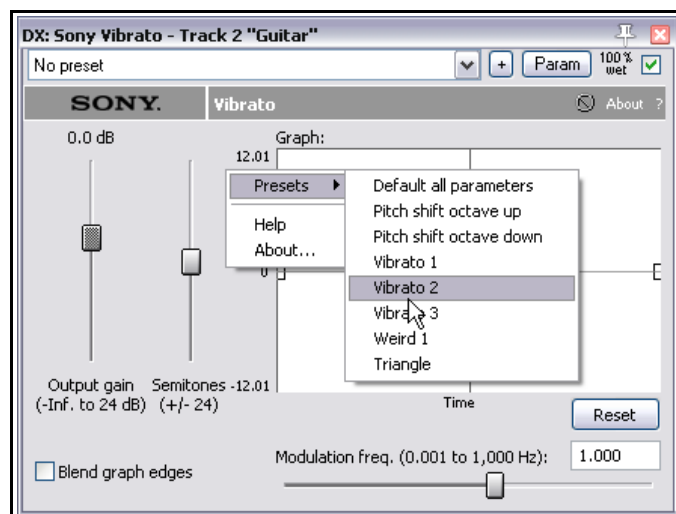 DX: Sony Vibrato - Track 2 "Guitar"
No preset
+
Param
100 %
wet
SONY.
Vibrato
About ?
0.0 dB
Graph:
12.01
Presets
Help
About...
Default all parameters
Pitch shift octave up
Pitch shift octave down
Vibrato 1
Vibrato 2
Vibrato 3
Weird 1
Triangle
0
Output gain
(-Inf. to 24 dB)
Semitones
(+/- 24)
-12.01
Time
Reset
Blend graph edges
Modulation freq. (0.001 to 1,000 Hz):
1.000